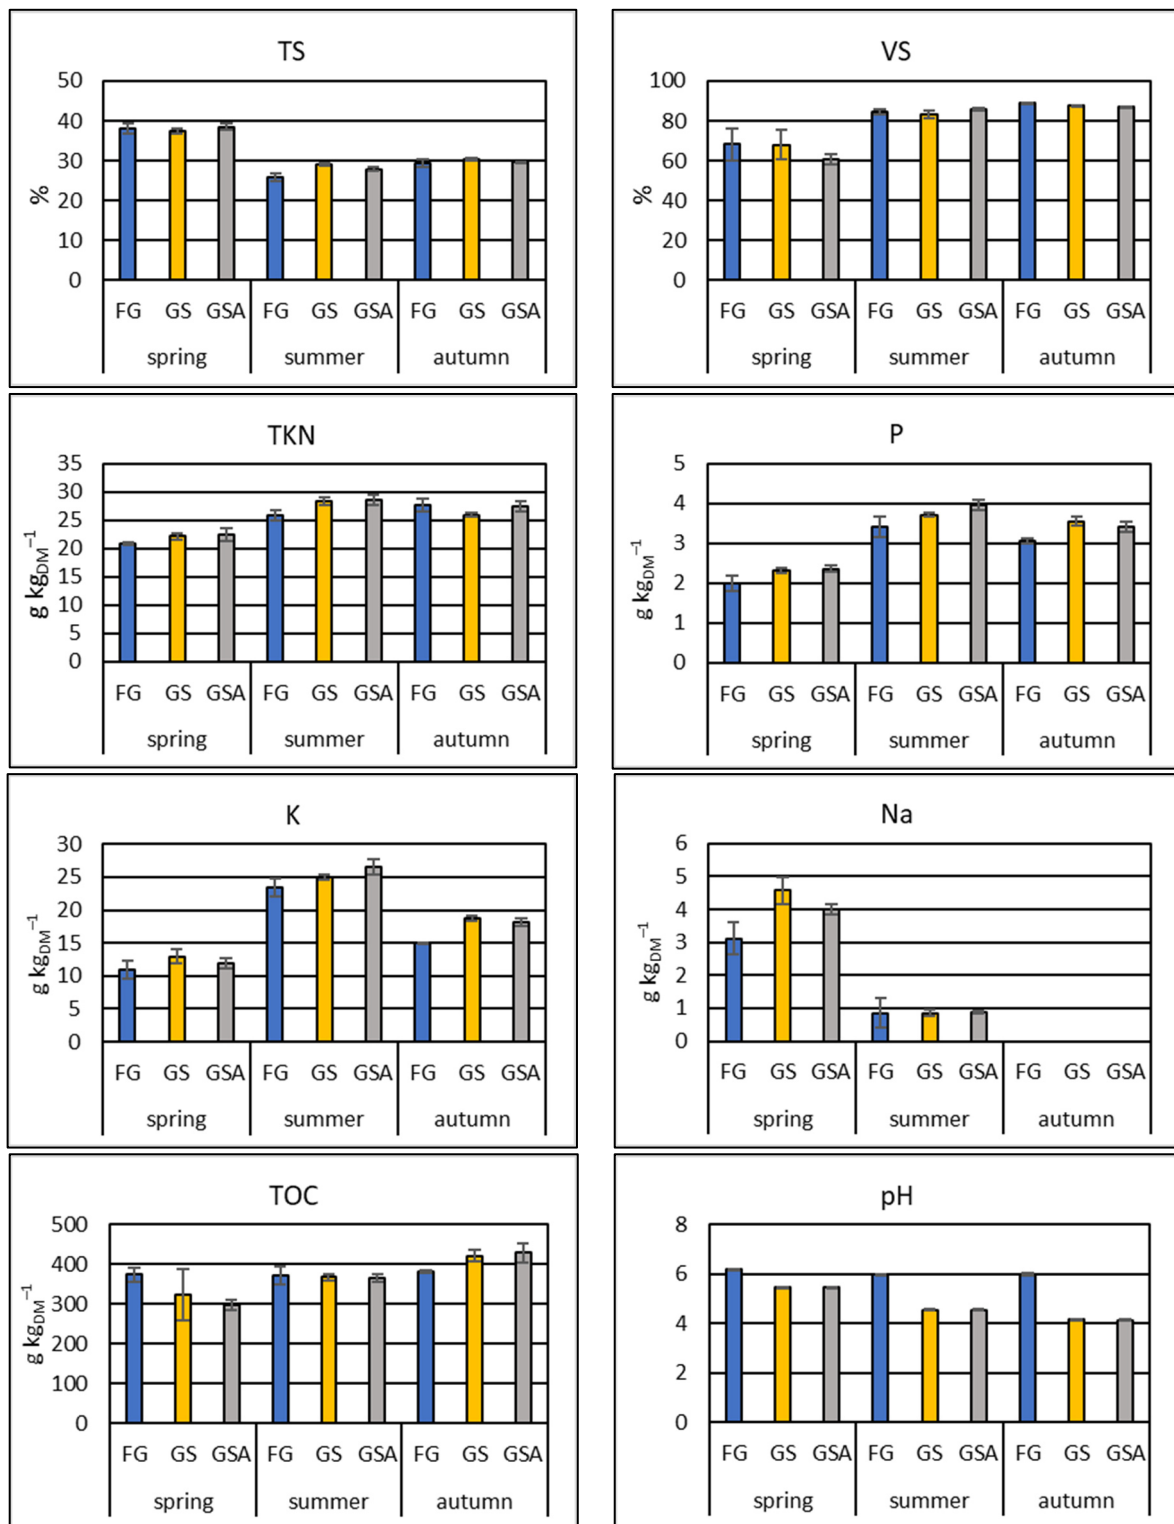 TS
50
40
30
20
10
0
%
FG GS GSA FG GS GSA FG GS GSA
spring summer autumn
VS
100
80
60
40
20
0
%
FG GS GSA FG GS GSA FG GS GSA
spring summer autumn
TKN
35
30
25
20
15
10
5
0
g kg_DM⁻¹
FG GS GSA FG GS GSA FG GS GSA
spring summer autumn
P
5
4
3
2
1
0
g kg_DM⁻¹
FG GS GSA FG GS GSA FG GS GSA
spring summer autumn
K
30
25
20
15
10
5
0
g kg_DM⁻¹
FG GS GSA FG GS GSA FG GS GSA
spring summer autumn
Na
6
5
4
3
2
1
0
g kg_DM⁻¹
FG GS GSA FG GS GSA FG GS GSA
spring summer autumn
TOC
500
400
300
200
100
0
g kg_DM⁻¹
FG GS GSA FG GS GSA FG GS GSA
spring summer autumn
pH
8
6
4
2
0
FG GS GSA FG GS GSA FG GS GSA
spring summer autumn